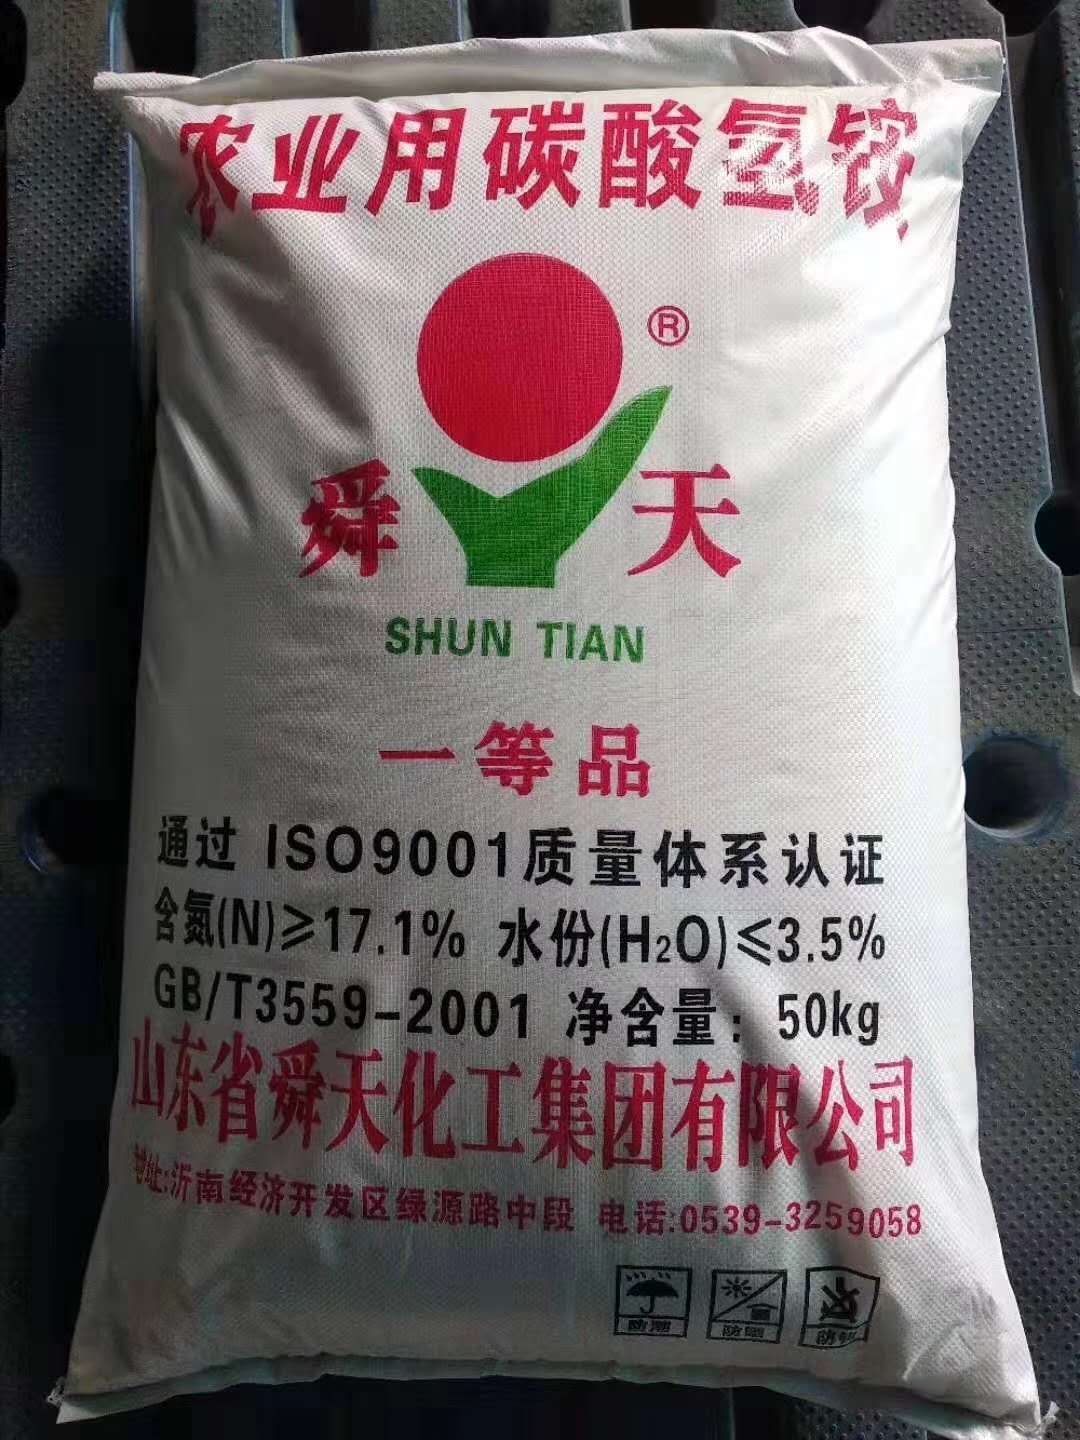 农业用碳酸氢铵
®
舜天
SHUN TIAN
一等品
通过 ISO9001质量体系认证
含氮(N)≥17.1% 水份(H₂O)≤3.5%
GB/T3559-2001 净含量：50kg
山东省舜天化工集团有限公司
地址:沂南经济开发区绿源路中段 电话:0539-3259058
防潮 防晒